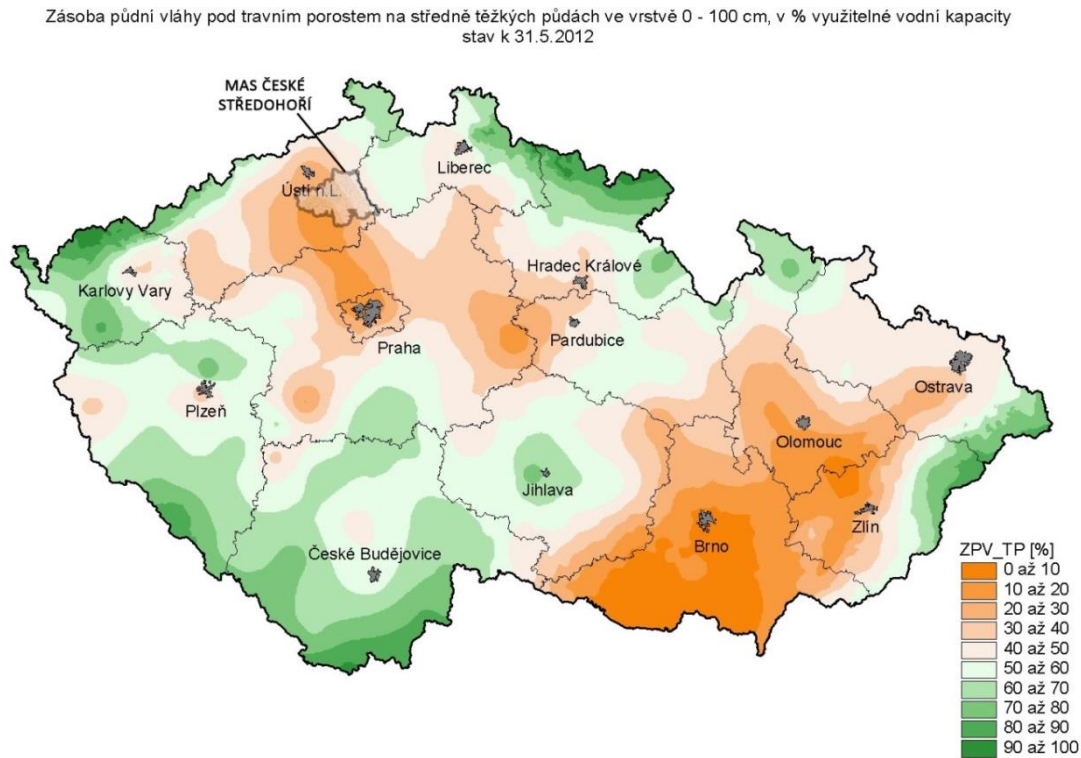 Zásoba půdní vláhy pod travním porostem na středně těžkých půdách ve vrstvě 0 - 100 cm, v % využitelné vodní kapacity
stav k 31.5.2012
MAS ČESKÉ
STŘEDOHOŘÍ
Liberec
Ústí n.L.
Hradec Králové
Karlovy Vary
Praha
Pardubice
Ostrava
Plzeň
Olomouc
Jihlava
Zlín
Brno
České Budějovice
ZPV_TP [%]
0 až 10
10 až 20
20 až 30
30 až 40
40 až 50
50 až 60
60 až 70
70 až 80
80 až 90
90 až 100